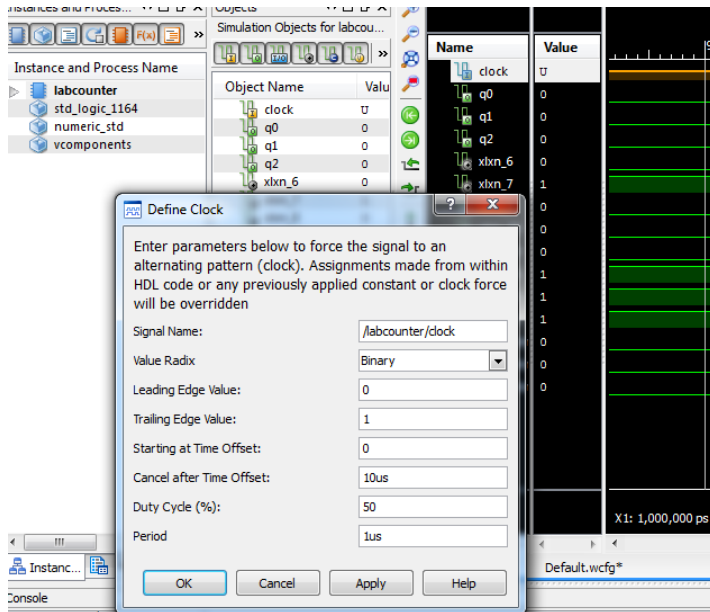 Instances and Proces...
Objects
Simulation Objects for labcou...
F(x)
»
I/O
»
Instance and Process Name
labcounter
std_logic_1164
numeric_std
vcomponents
Object Name
Valu
clock
U
q0
0
q1
0
q2
0
xlxn_6
0
Name
Value
clock
U
q0
0
q1
0
q2
0
xlxn_6
0
xlxn_7
1
0
0
0
1
1
1
0
0
0
Define Clock
?
X
Enter parameters below to force the signal to an
alternating pattern (clock). Assignments made from within
HDL code or any previously applied constant or clock force
will be overridden
Signal Name:
/labcounter/clock
Value Radix
Binary
Leading Edge Value:
0
Trailing Edge Value:
1
Starting at Time Offset:
0
Cancel after Time Offset:
10us
Duty Cycle (%):
50
Period
1us
OK
Cancel
Apply
Help
X1: 1,000,000 ps
Instanc...
Default.wcfg*
Console